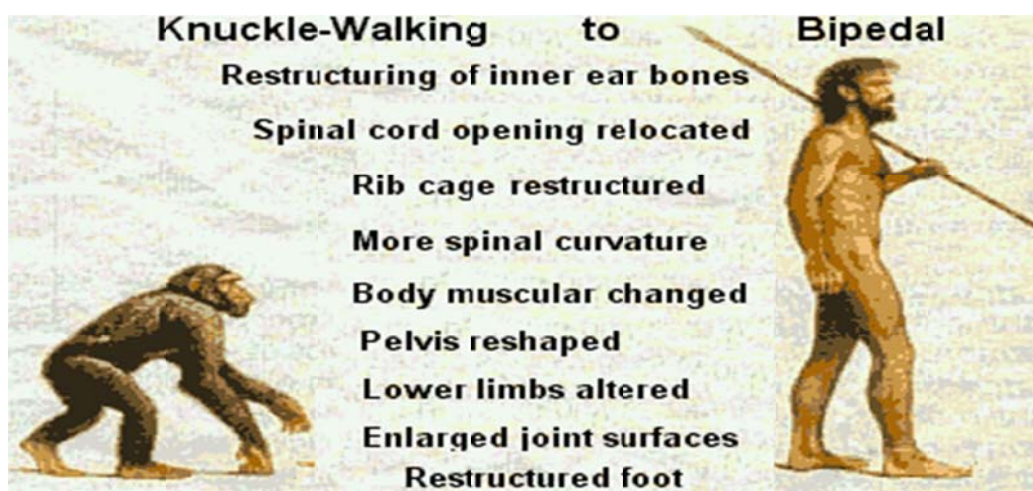 Knuckle-Walking to Bipedal
Restructuring of inner ear bones
Spinal cord opening relocated
Rib cage restructured
More spinal curvature
Body muscular changed
Pelvis reshaped
Lower limbs altered
Enlarged joint surfaces
Restructured foot